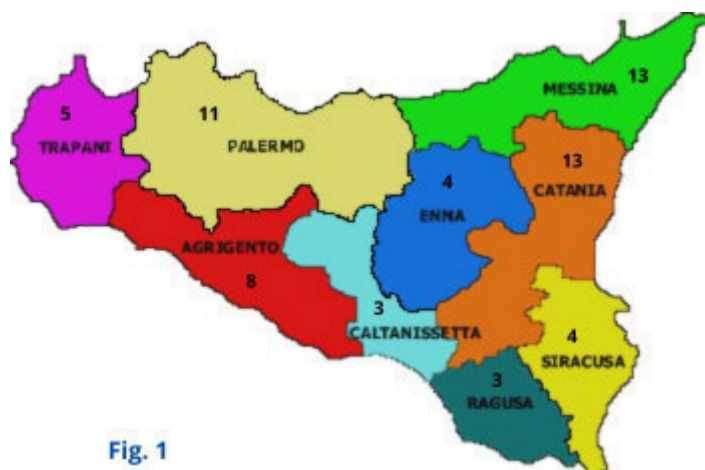 MESSINA 13
5
TRAPANI
11
PALERMO
13
CATANIA
4
ENNA
AGRIGENTO
8
3
CALTANISSETTA
4
SIRACUSA
3
RAGUSA
Fig. 1